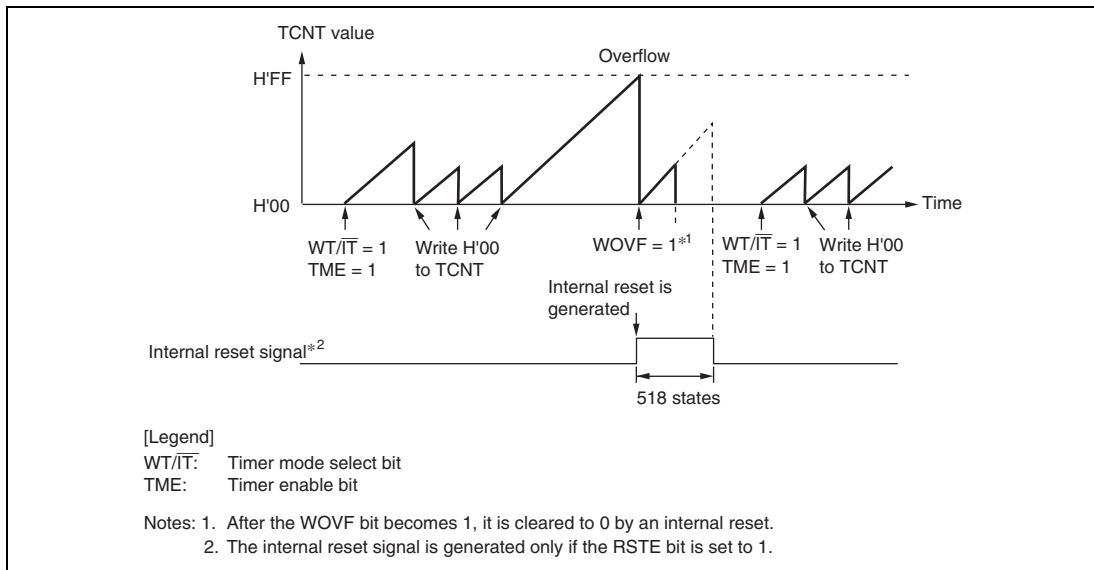 TCNT value
Overflow
H'FF
H'00
Time
WT/I̅T̅ = 1
TME = 1
Write H'00
to TCNT
WOVF = 1*1
WT/I̅T̅ = 1
TME = 1
Write H'00
to TCNT
Internal reset is
generated
Internal reset signal*2
518 states
[Legend]
WT/I̅T̅: Timer mode select bit
TME: Timer enable bit
Notes: 1. After the WOVF bit becomes 1, it is cleared to 0 by an internal reset.
2. The internal reset signal is generated only if the RSTE bit is set to 1.